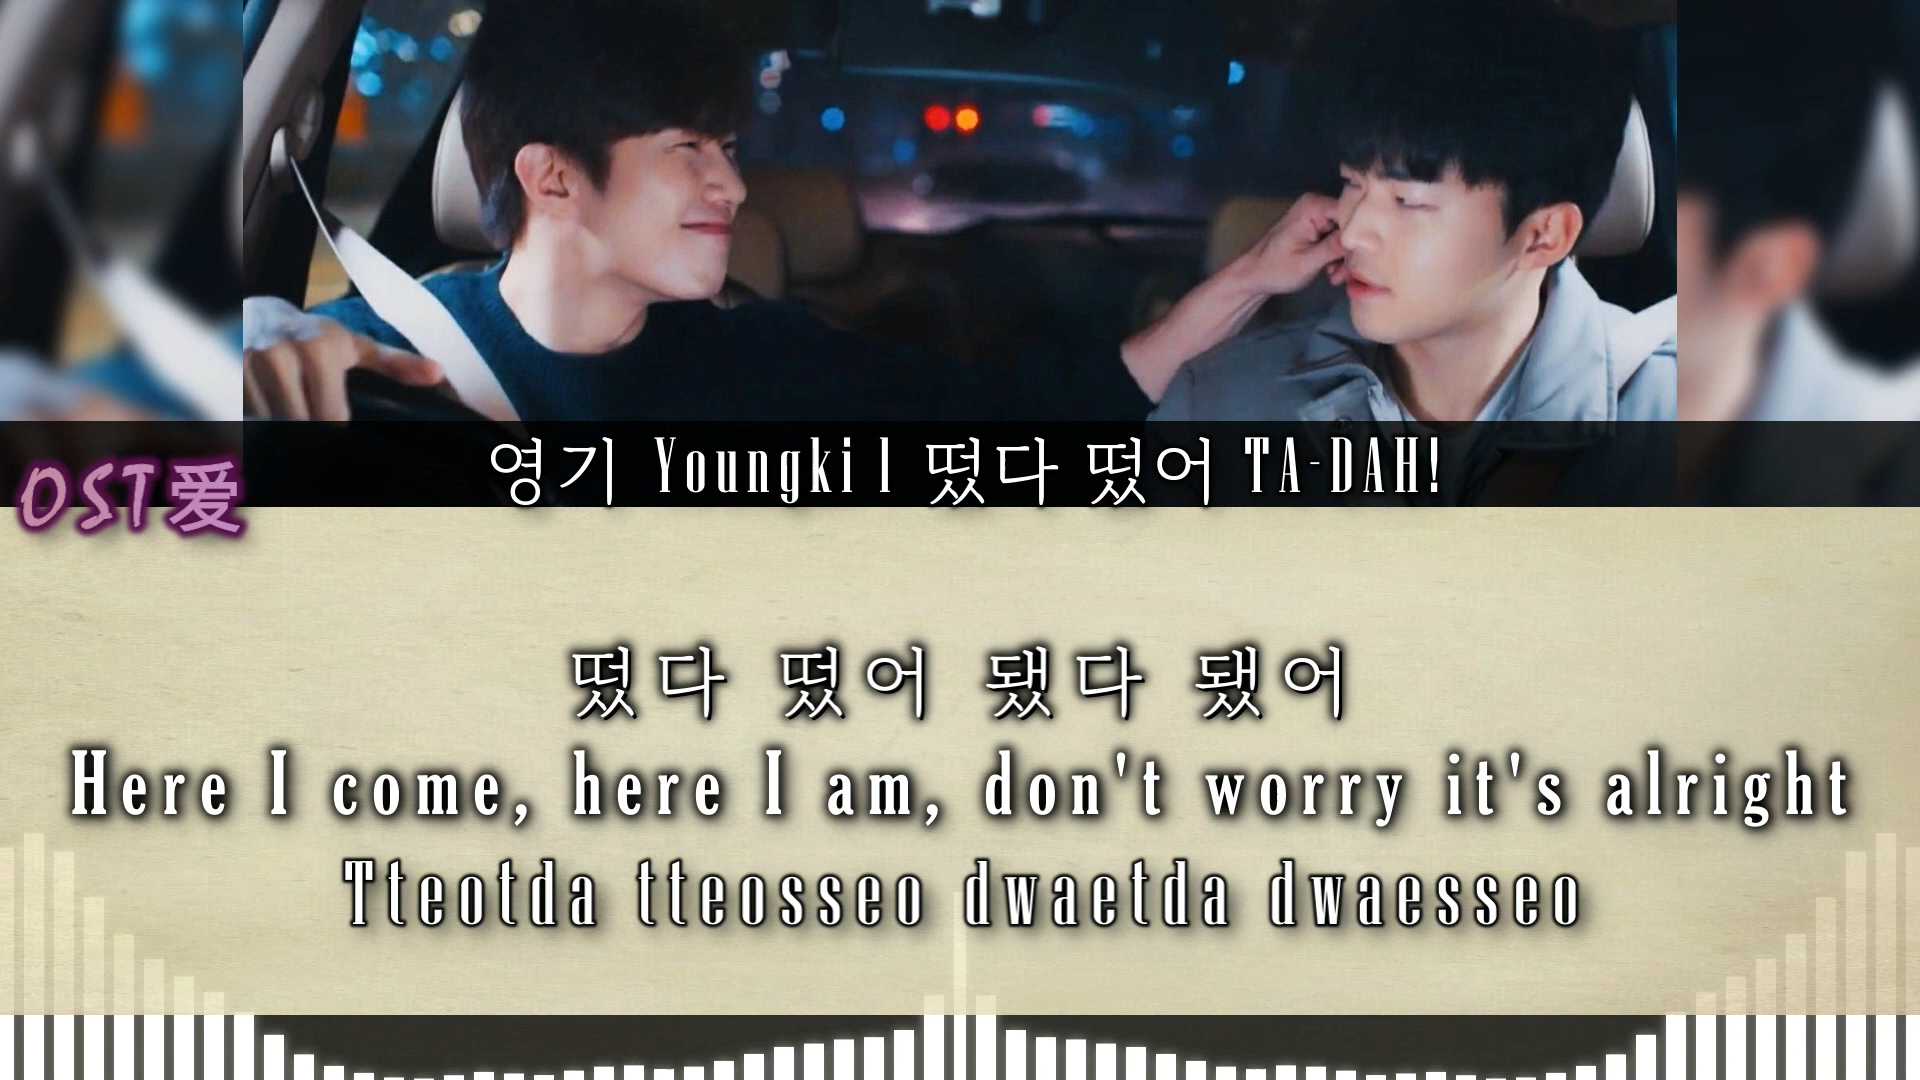 영기 Youngki l 떴다 떴어 TA-DAH!
OST爱
떴다 떴어 됐다 됐어
Here I come, here I am, don't worry it's alright
Tteotda tteosseo dwaetda dwaesseo